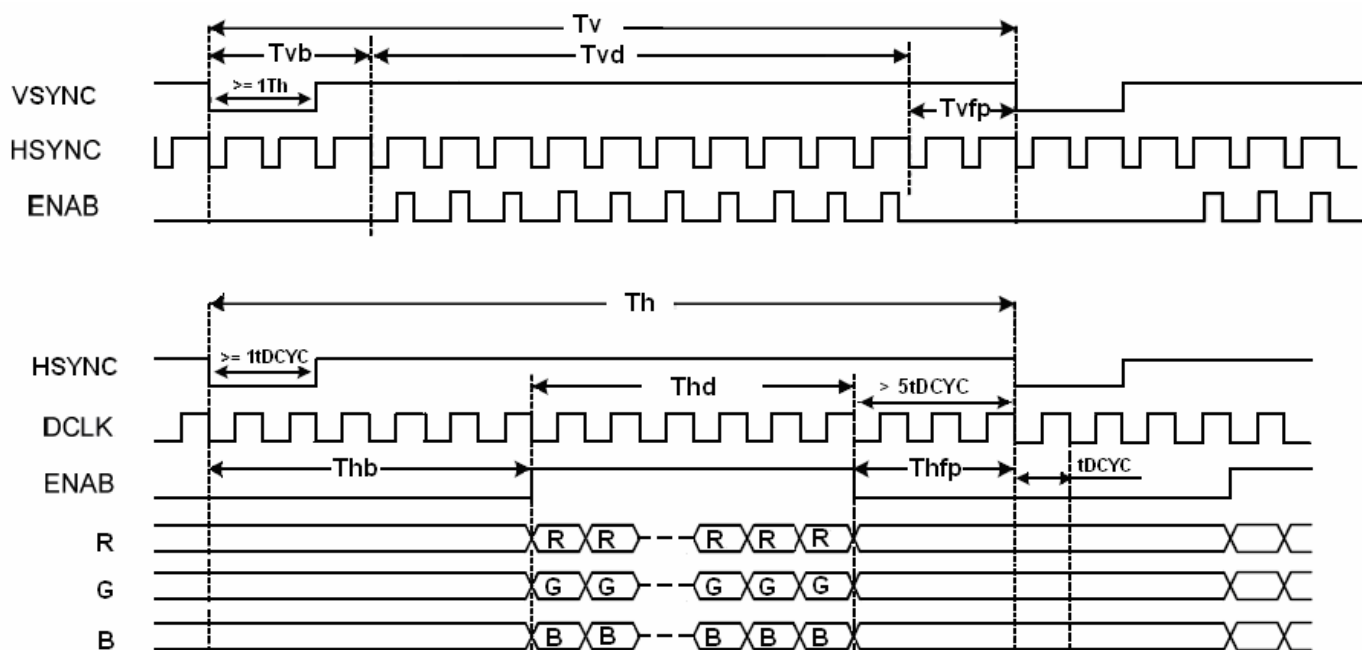 Tv
Tvb
Tvd
VSYNC
>= 1Th
Tvfp
HSYNC
ENAB
Th
HSYNC
>= 1tDCYC
Thd
> 5tDCYC
DCLK
ENAB
Thb
Thfp
tDCYC
R
R R R R R
G
G G G G G
B
B B B B B